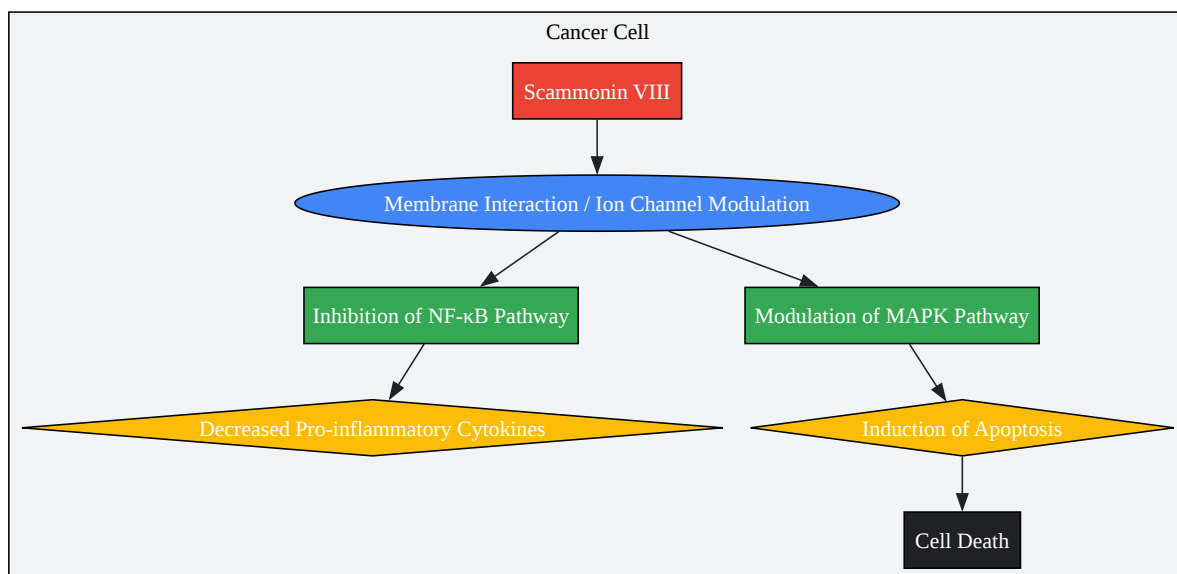 Cancer Cell
Scammonin VIII
Membrane Interaction / Ion Channel Modulation
Inhibition of NF-κB Pathway
Modulation of MAPK Pathway
Decreased Pro-inflammatory Cytokines
Induction of Apoptosis
Cell Death